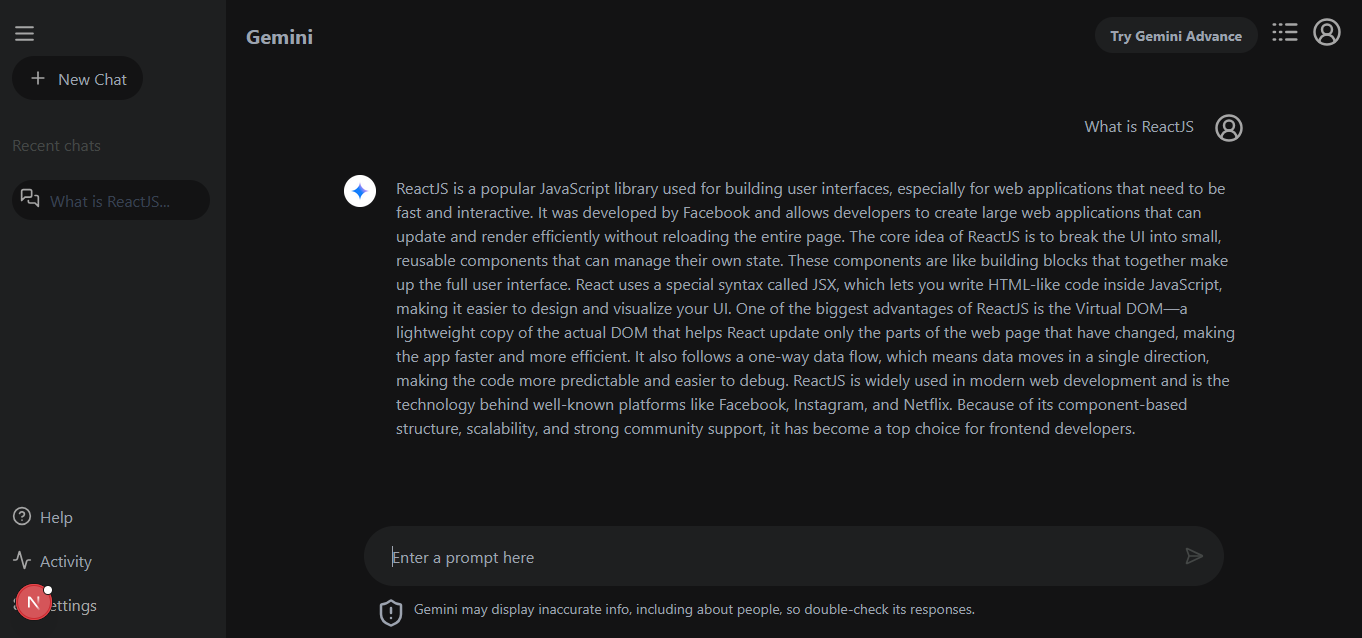 Gemini
Try Gemini Advance
New Chat
Recent chats
What is ReactJS...
What is ReactJS
ReactJS is a popular JavaScript library used for building user interfaces, especially for web applications that need to be
fast and interactive. It was developed by Facebook and allows developers to create large web applications that can
update and render efficiently without reloading the entire page. The core idea of ReactJS is to break the UI into small,
reusable components that can manage their own state. These components are like building blocks that together make
up the full user interface. React uses a special syntax called JSX, which lets you write HTML-like code inside JavaScript,
making it easier to design and visualize your UI. One of the biggest advantages of ReactJS is the Virtual DOM—a
lightweight copy of the actual DOM that helps React update only the parts of the web page that have changed, making
the app faster and more efficient. It also follows a one-way data flow, which means data moves in a single direction,
making the code more predictable and easier to debug. ReactJS is widely used in modern web development and is the
technology behind well-known platforms like Facebook, Instagram, and Netflix. Because of its component-based
structure, scalability, and strong community support, it has become a top choice for frontend developers.
Help
Activity
N
ettings
Enter a prompt here
Gemini may display inaccurate info, including about people, so double-check its responses.